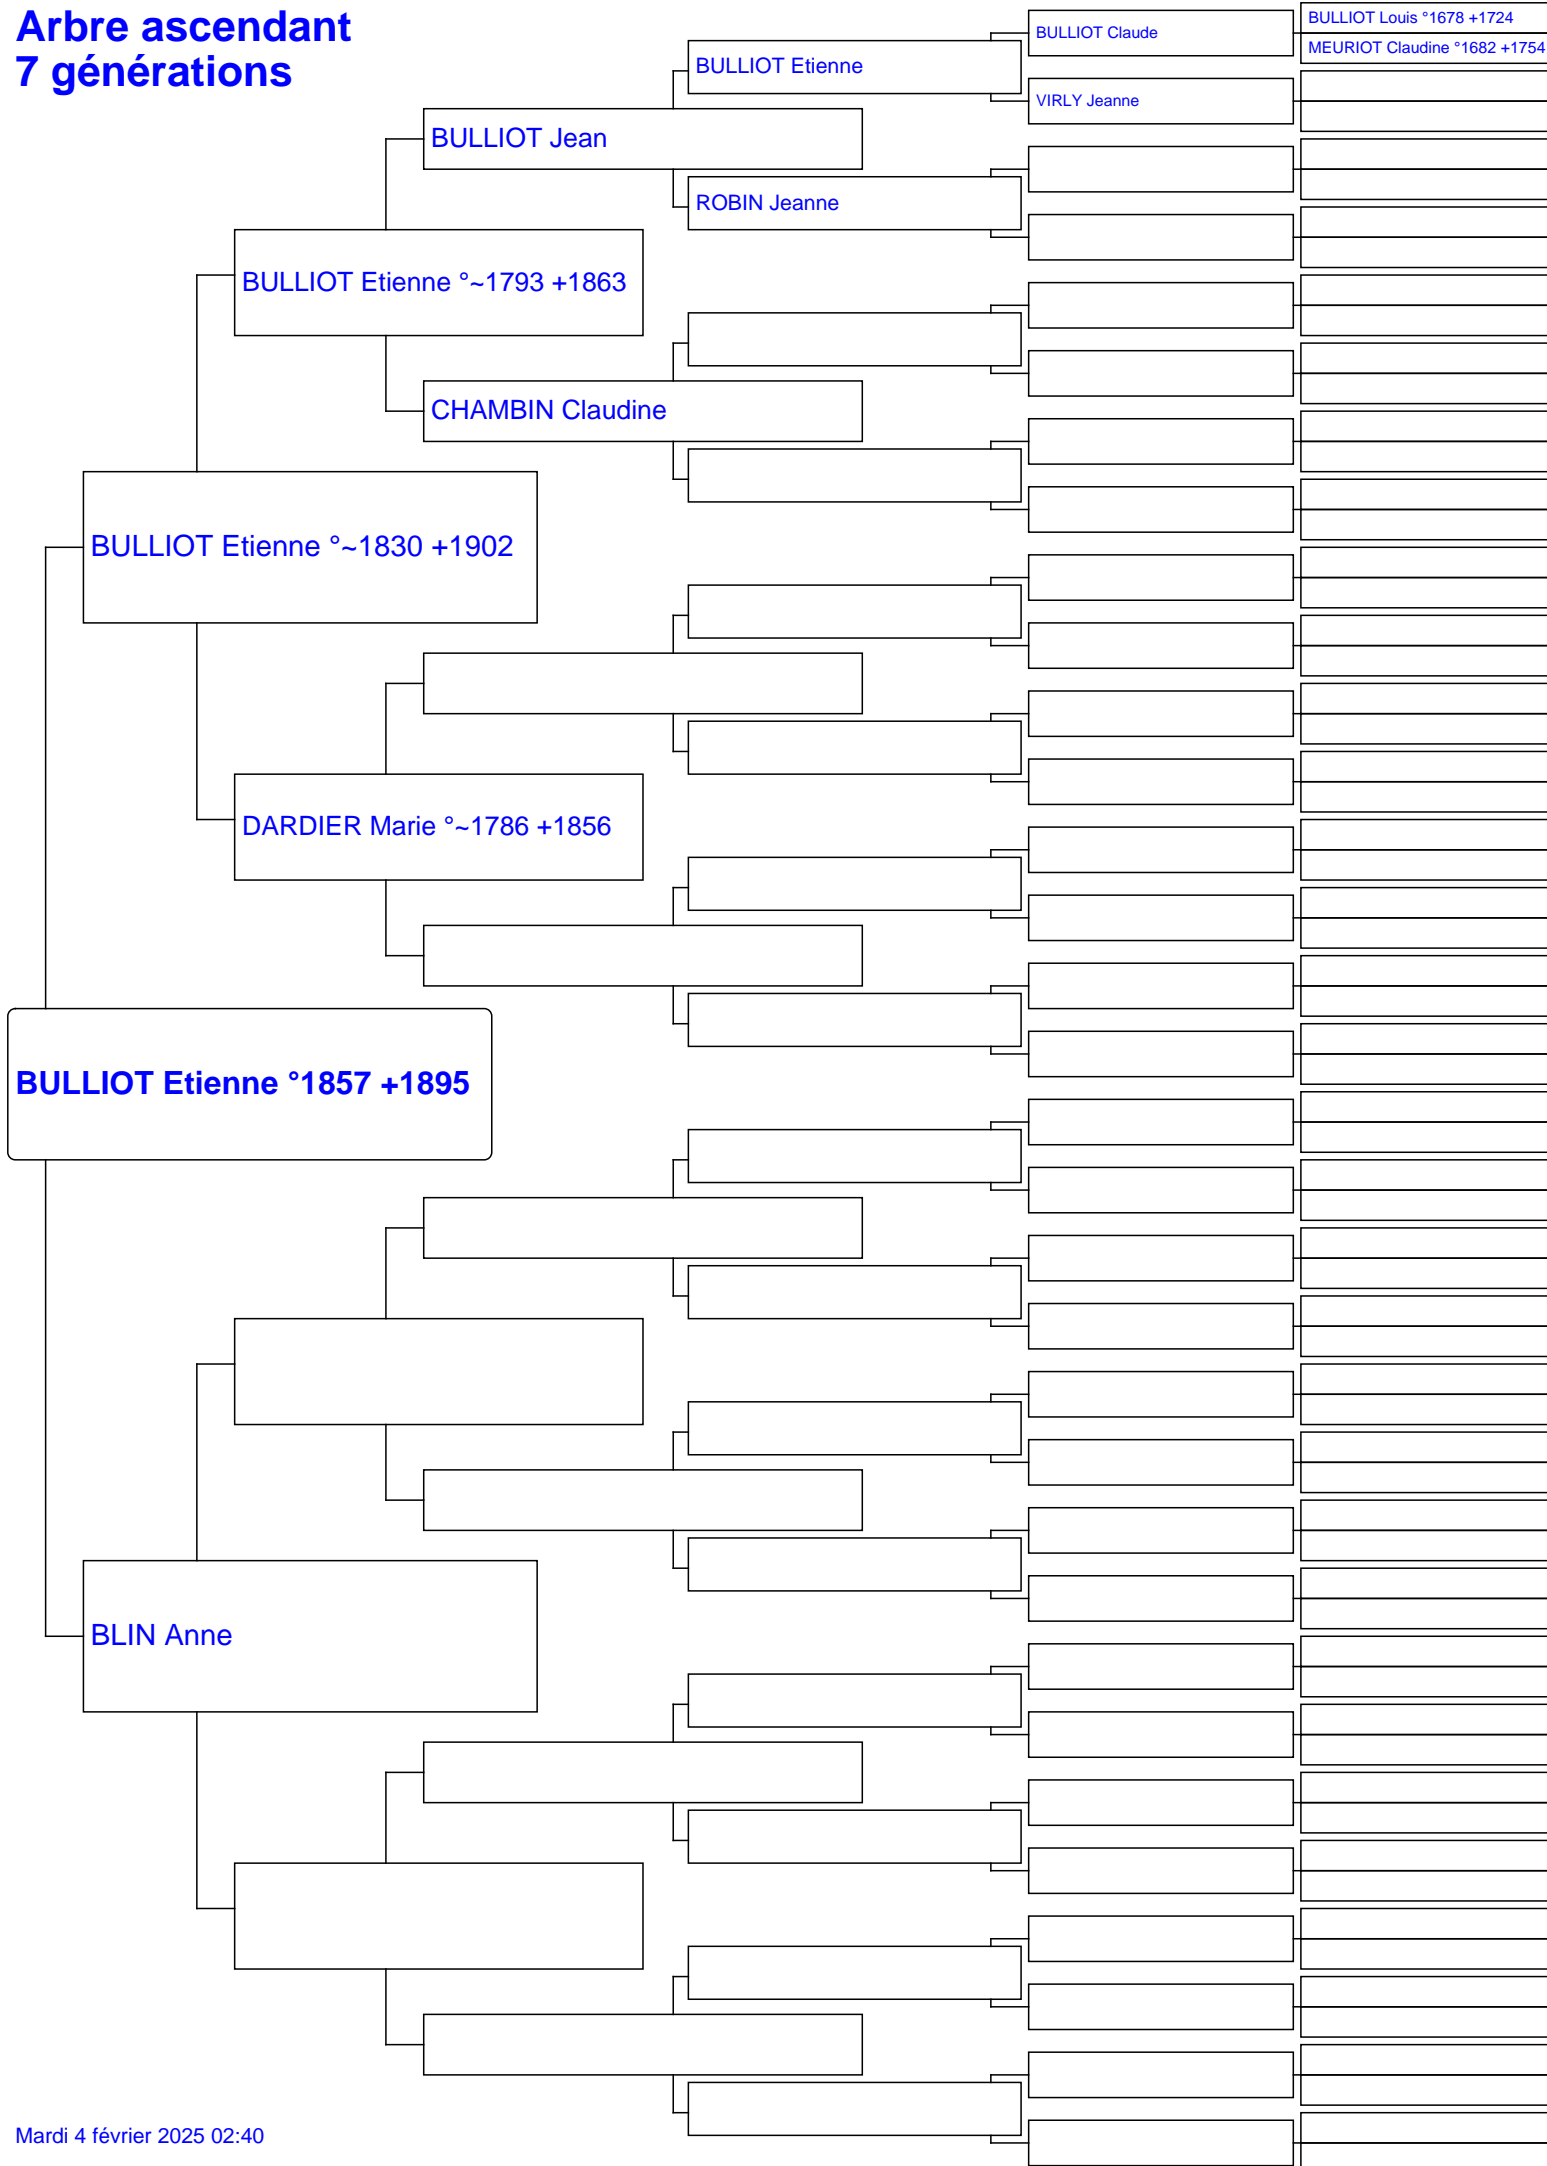 Arbre ascendant
7 générations
BULLIOT Louis °1678 +1724
BULLIOT Claude
MEURIOT Claudine °1682 +1754
BULLIOT Etienne
VIRLY Jeanne
BULLIOT Jean
ROBIN Jeanne
BULLIOT Etienne °~1793 +1863
CHAMBIN Claudine
BULLIOT Etienne °~1830 +1902
DARDIER Marie °~1786 +1856
BULLIOT Etienne °1857 +1895
BLIN Anne
Mardi 4 février 2025 02:40